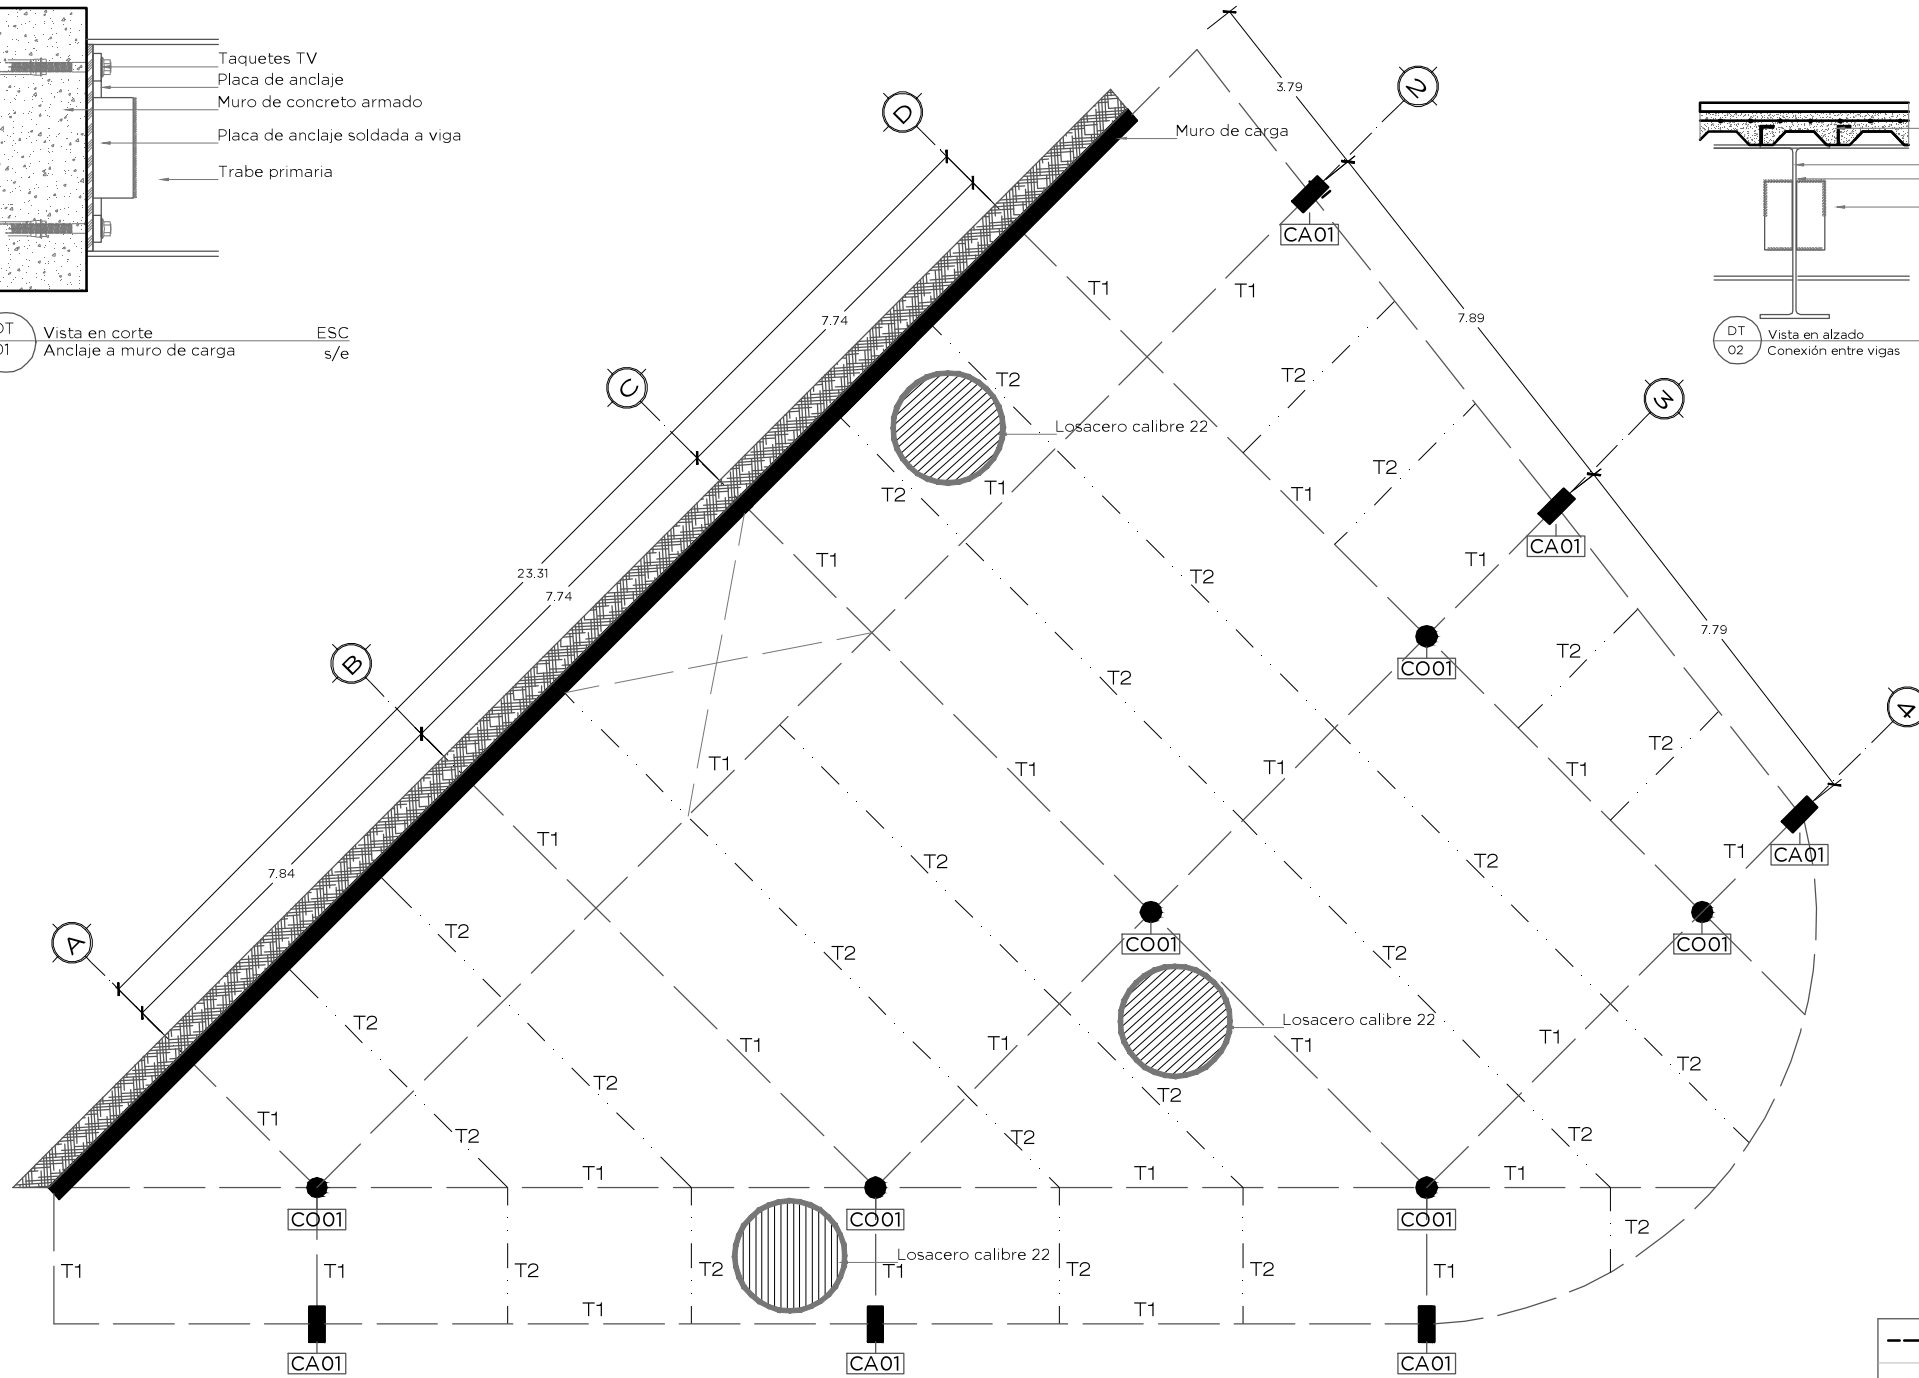 Taquetes TV
Placa de anclaje
Muro de concreto armado
Placa de anclaje soldada a viga
Trabe primaria
DT
01
Vista en corte
ESC
Anclaje a muro de carga
s/e
DT
02
Vista en alzado
Conexión entre vigas
Muro de carga
A
B
C
D
2
3
4
3.79
7.89
7.79
7.74
7.74
23.31
7.84
CA01
T1
T1
T2
T2
Losacero calibre 22
T2
T1
T2
T1
CA01
T1
T1
T2
CO01
T2
T2
T1
T1
T1
T2
T1
T1
T2
T2
T1
CA01
T2
T2
CO01
CO01
T2
T2
T2
Losacero calibre 22
T2
T1
T1
T1
T1
T2
T2
T2
T1
T2
T2
T2
T1
T1
T1
CO01
CO01
CO01
T2
Losacero calibre 22
T1
T1
T2
T2
T1
T2
T2
T1
T1
T1
CA01
CA01
CA01